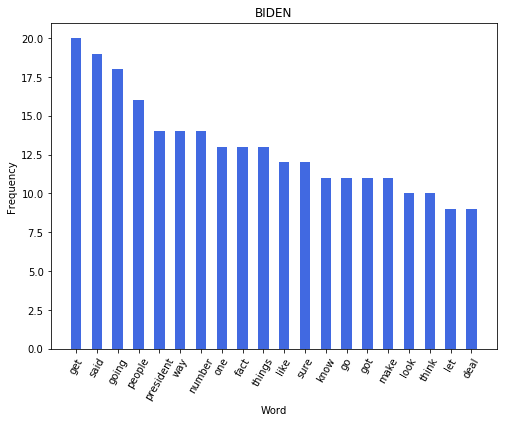 BIDEN
Frequency
20.0
17.5
15.0
12.5
10.0
7.5
5.0
2.5
0.0
get said going people president way number one fact things like sure know go got make look think let deal
Word